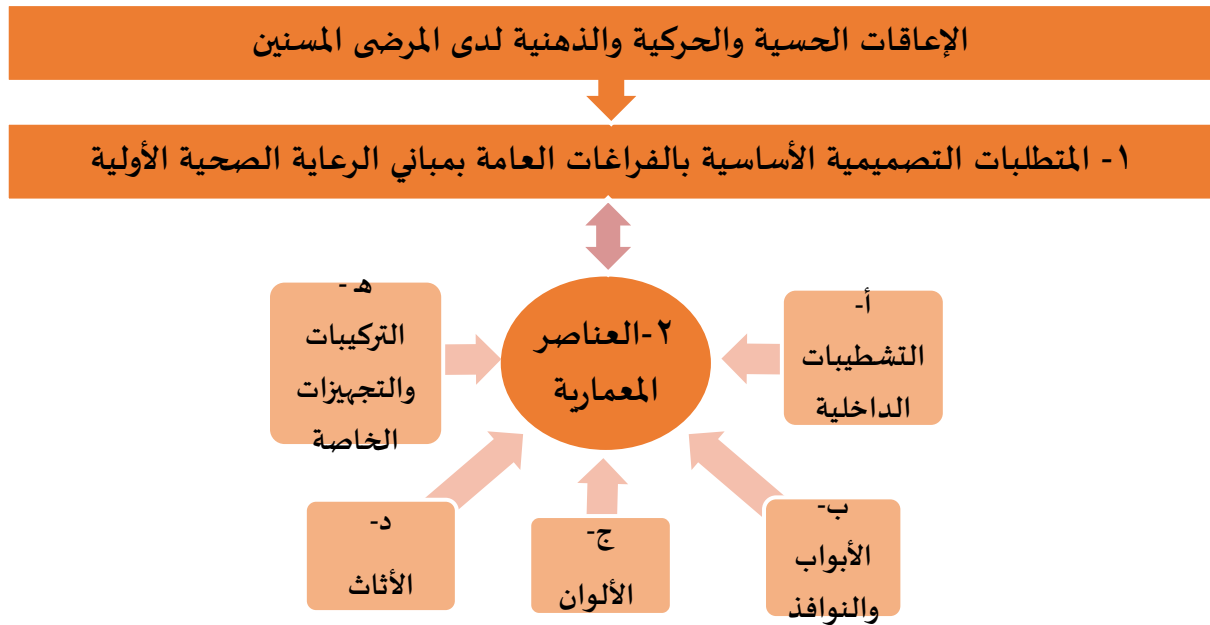 الإعاقات الحسية والحركية والذهنية لدى المرضى المسنين
١- المتطلبات التصميمية الأساسية بالفراغات العامة بمباني الرعاية الصحية الأولية
٢-العناصر
المعمارية
أ-
التشطيبات
الداخلية
ب-
الأبواب
والنوافذ
ج-
الألوان
د-
الأثاث
هـ-
التركيبات
والتجهيزات
الخاصة